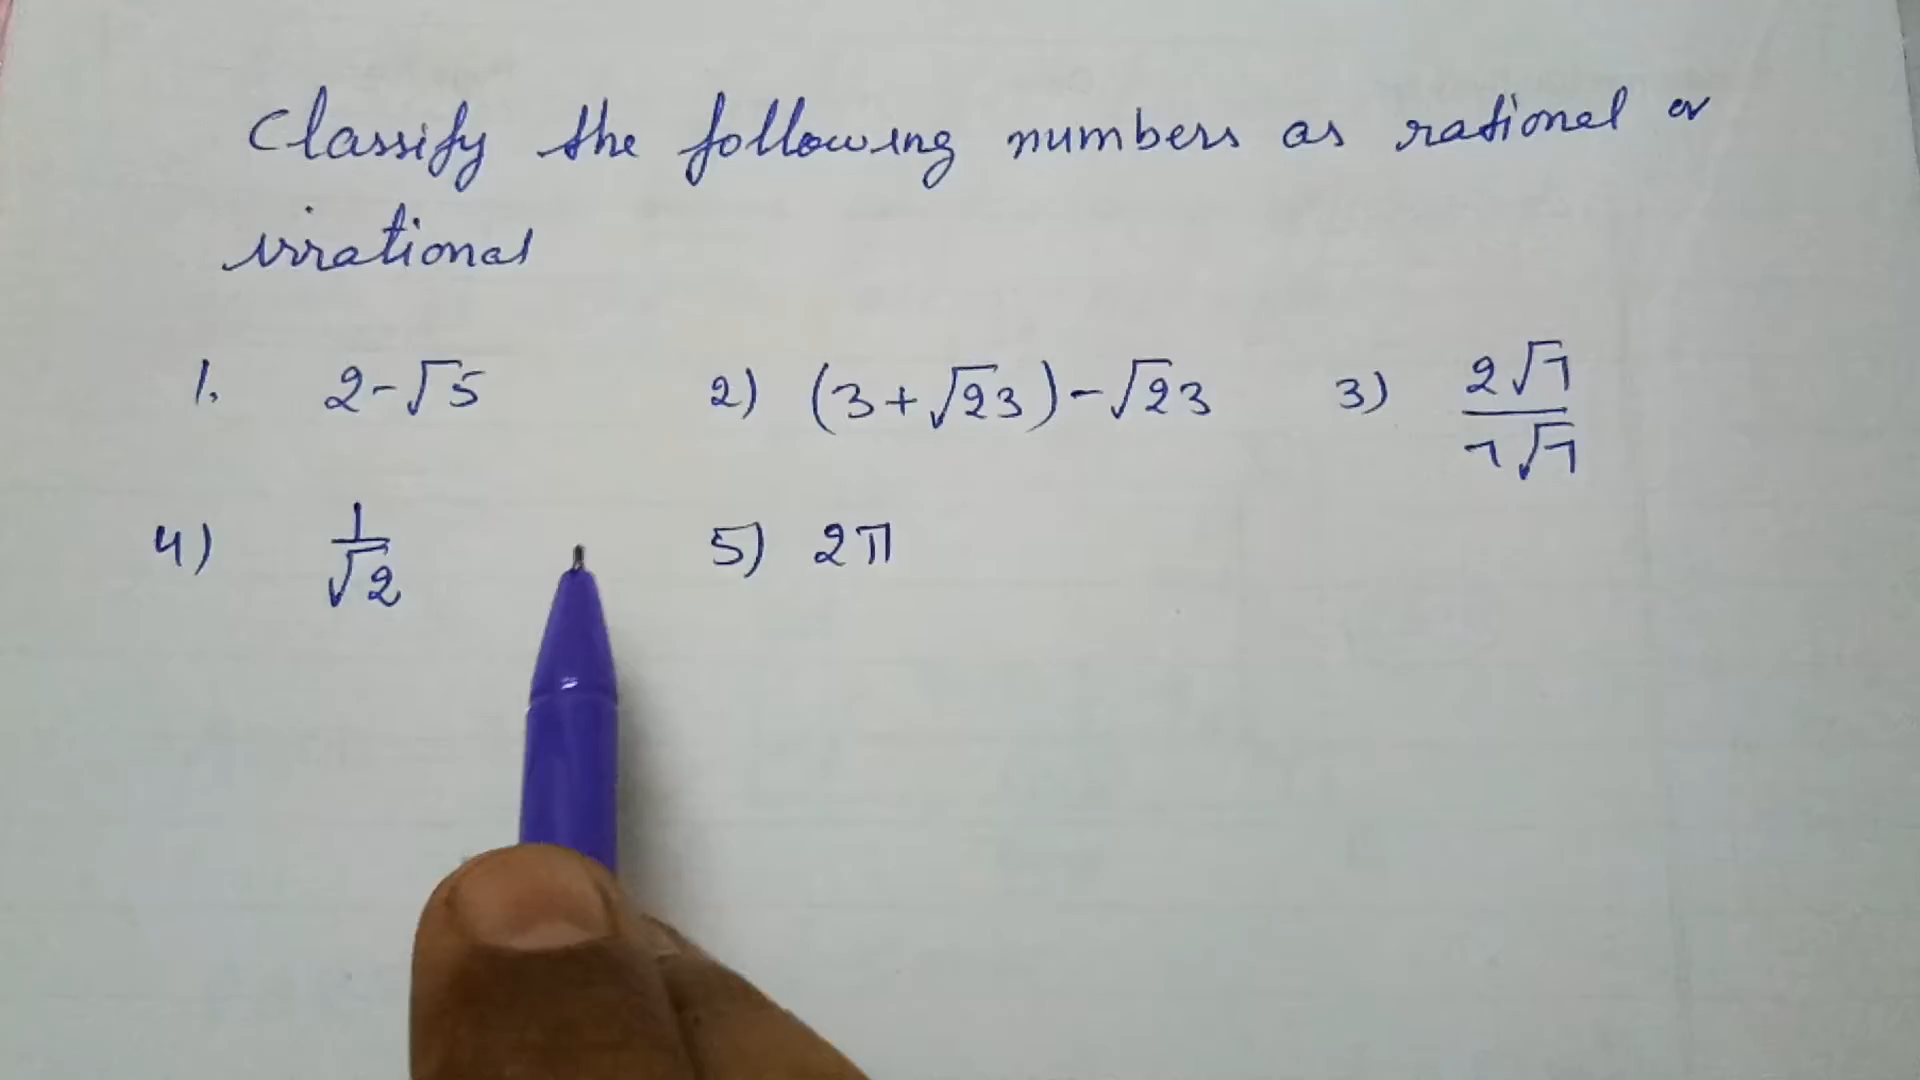 Classify the following numbers as rational or
irrational
1. 2-√5 2) (3+√23)-√23 3) 2√7/7√7
4) 1/√2 5) 2π